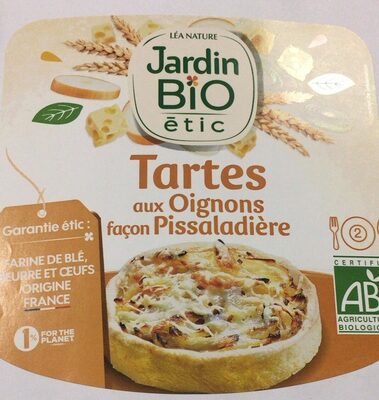 LÉA NATURE
Jardin
BiO
étic
Tartes
aux Oignons
façon Pissaladière
Garantie étic :
FARINE DE BLÉ,
BEURRE ET ŒUFS
ORIGINE
FRANCE
1%
FOR THE
PLANET
2
CERTIFIÉ
AB
AGRICULTURE
BIOLOGIQUE